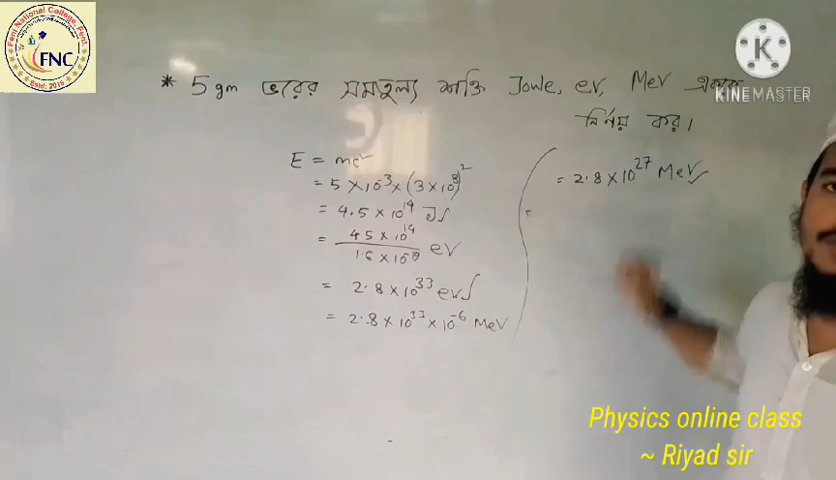 Feni National College, Feni
FNC
Estd: 2016
KINEMASTER
* 5 gm ভরের সমতুল্য শক্তি Joule, ev, Mev এককে
নির্ণয় কর।
E = mc²
= 5 × 10⁻³ × (3 × 10⁸)²
= 4.5 × 10¹⁴ J
= 4.5 × 10¹⁴ / 1.6 × 10⁻¹⁹ eV
= 2.8 × 10³³ ev
= 2.8 × 10³³ × 10⁻⁶ MeV
= 2.8 × 10²⁷ MeV
Physics online class
~ Riyad sir